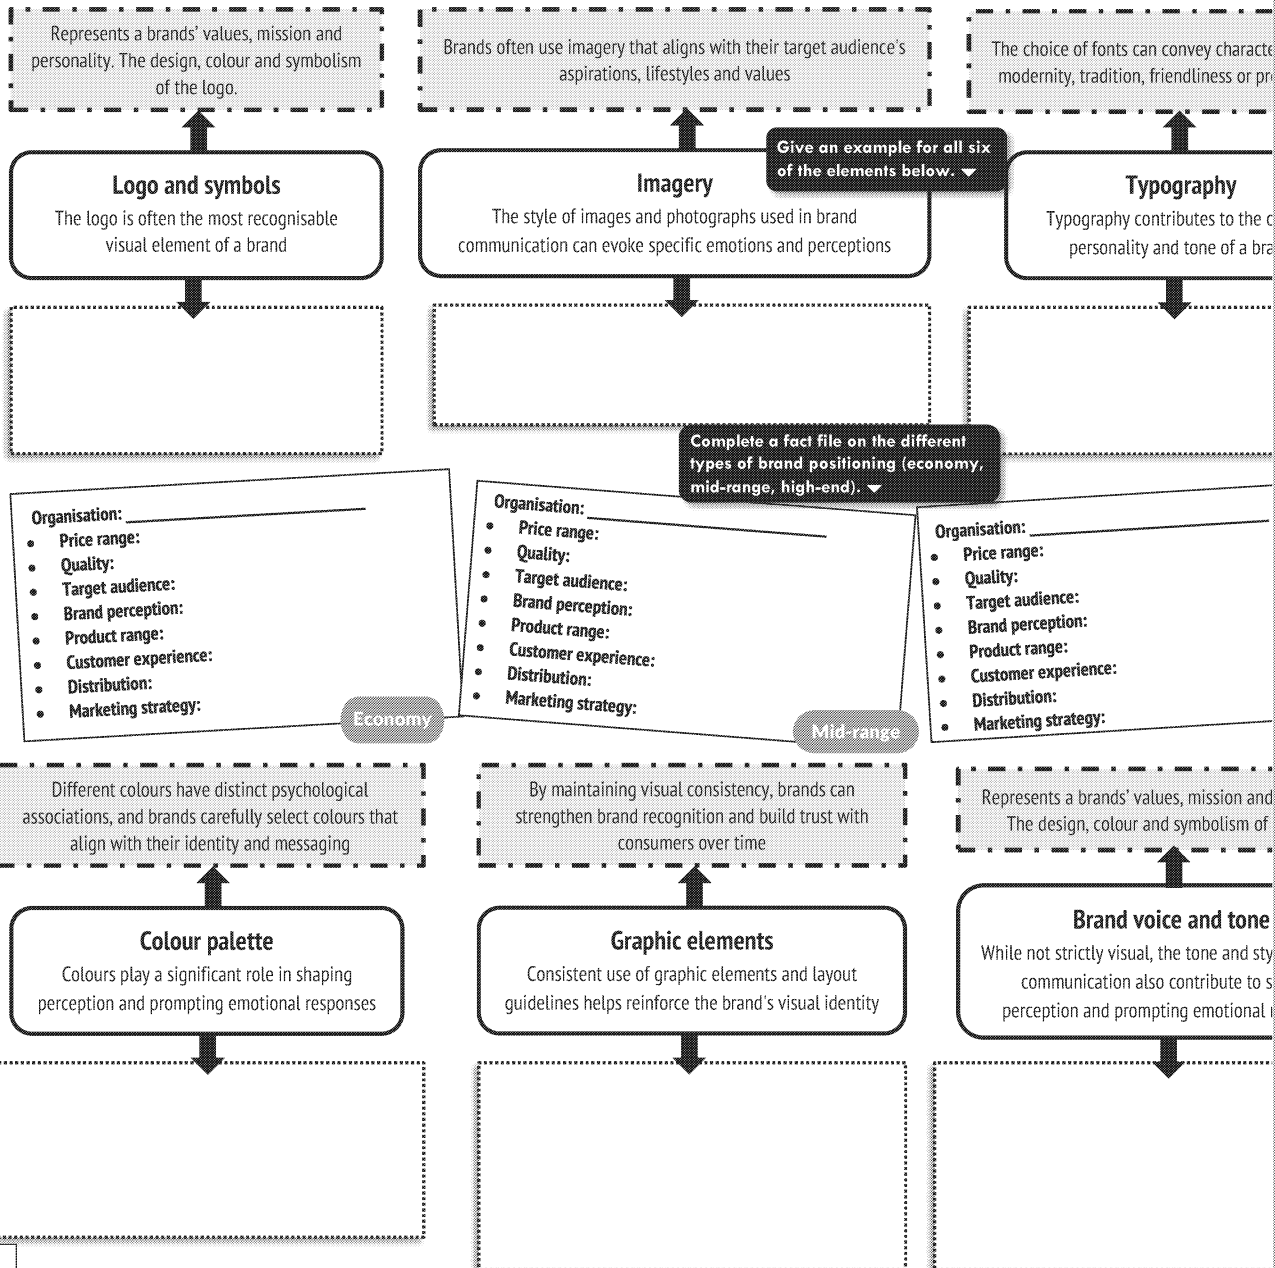 Represents a brands' values, mission and
personality. The design, colour and symbolism
of the logo.
Brands often use imagery that aligns with their target audience's
aspirations, lifestyles and values
The choice of fonts can convey
modernity, tradition, friendliness or
Give an example for all six
of the elements below.
Logo and symbols
The logo is often the most recognisable
visual element of a brand
Imagery
The style of images and photographs used in brand
communication can evoke specific emotions and perceptions
Typography
Typography contributes to the
personality and tone of a
Complete a fact file on the different
types of brand positioning (economy,
mid-range, high-end).
Organisation:
• Price range:
• Quality:
• Target audience:
• Brand perception:
• Product range:
• Customer experience:
• Distribution:
• Marketing strategy:
Economy
Organisation:
• Price range:
• Quality:
• Target audience:
• Brand perception:
• Product range:
• Customer experience:
• Distribution:
• Marketing strategy:
Mid-range
Organisation:
• Price range:
• Quality:
• Target audience:
• Brand perception:
• Product range:
• Customer experience:
• Distribution:
• Marketing strategy:
Different colours have distinct psychological
associations, and brands carefully select colours that
align with their identity and messaging
By maintaining visual consistency, brands can
strengthen brand recognition and build trust with
consumers over time
Represents a brands' values, mission and
The design, colour and symbolism of
Colour palette
Colours play a significant role in shaping
perception and prompting emotional responses
Graphic elements
Consistent use of graphic elements and layout
guidelines helps reinforce the brand's visual identity
Brand voice and tone
While not strictly visual, the tone and
communication also contribute to
perception and prompting emotional